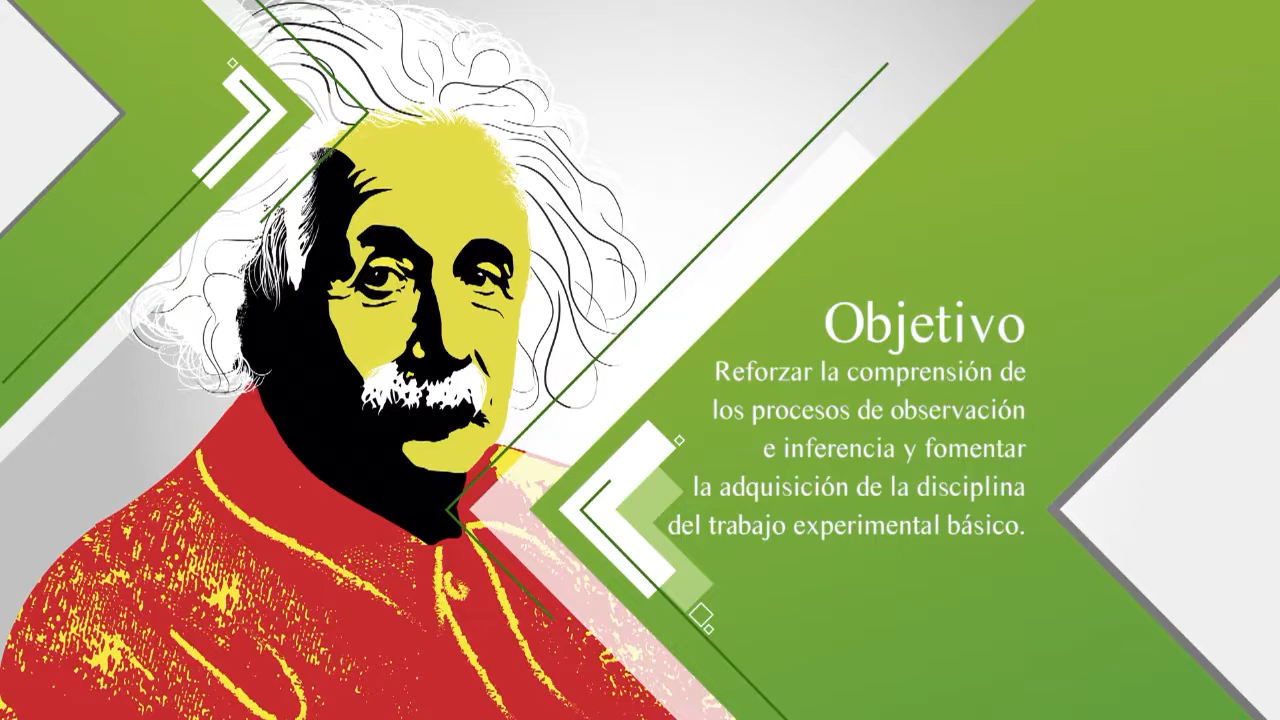 Objetivo
Reforzar la comprensión de
los procesos de observación
e inferencia y fomentar
la adquisición de la disciplina
del trabajo experimental básico.